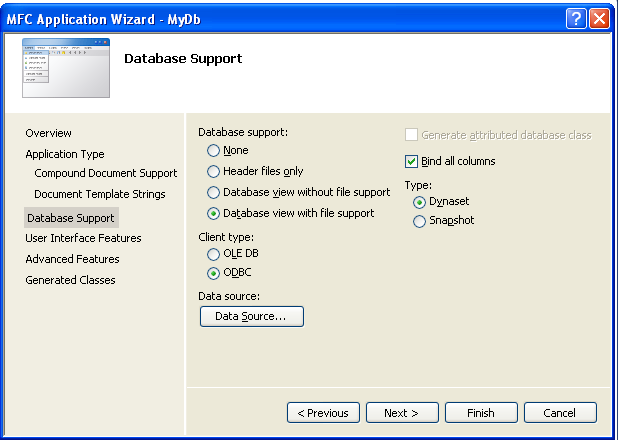 MFC Application Wizard - MyDb
Database Support
Overview
Application Type
Compound Document Support
Document Template Strings
Database Support
User Interface Features
Advanced Features
Generated Classes
Database support:
None
Header files only
Database view without file support
Database view with file support
Client type:
OLE DB
ODBC
Data source:
Data Source...
Generate attributed database class
Bind all columns
Type:
Dynaset
Snapshot
< Previous
Next >
Finish
Cancel